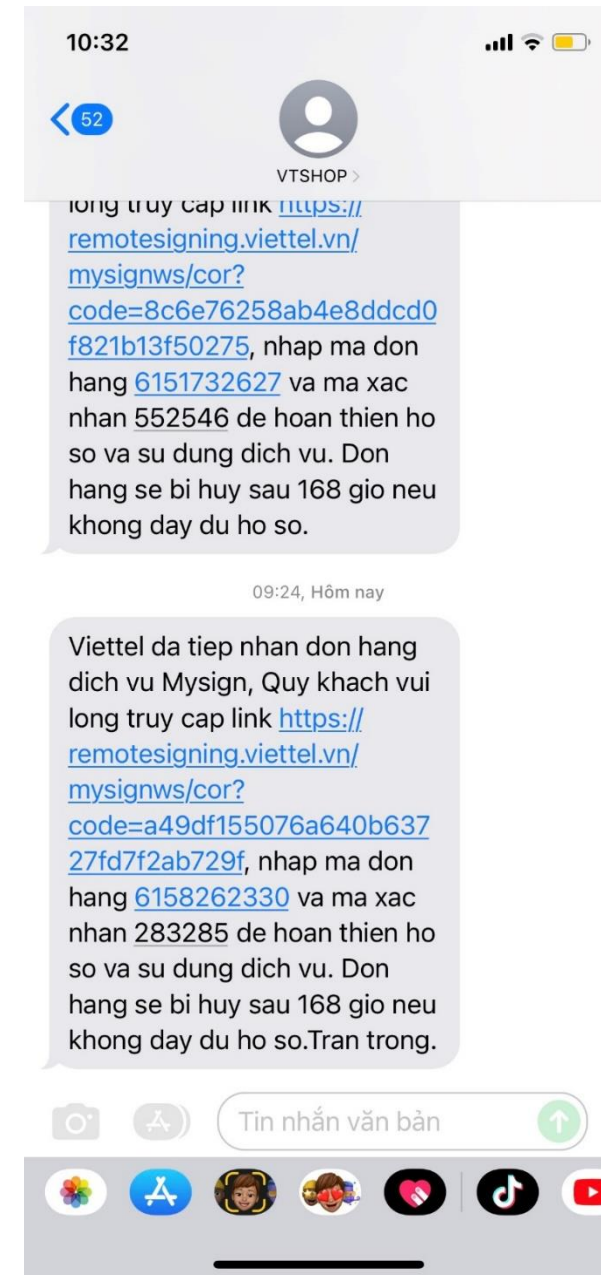 10:32
52
VTSHOP
long truy cap link https://
remotesigning.viettel.vn/
mysignws/cor?
code=8c6e76258ab4e8ddcd0
f821b13f50275, nhap ma don
hang 6151732627 va ma xac
nhan 552546 de hoan thien ho
so va su dung dich vu. Don
hang se bi huy sau 168 gio neu
khong day du ho so.
09:24, Hôm nay
Viettel da tiep nhan don hang
dich vu Mysign, Quy khach vui
long truy cap link https://
remotesigning.viettel.vn/
mysignws/cor?
code=a49df155076a640b637
27fd7f2ab729f, nhap ma don
hang 6158262330 va ma xac
nhan 283285 de hoan thien ho
so va su dung dich vu. Don
hang se bi huy sau 168 gio neu
khong day du ho so.Tran trong.
Tin nhắn văn bản